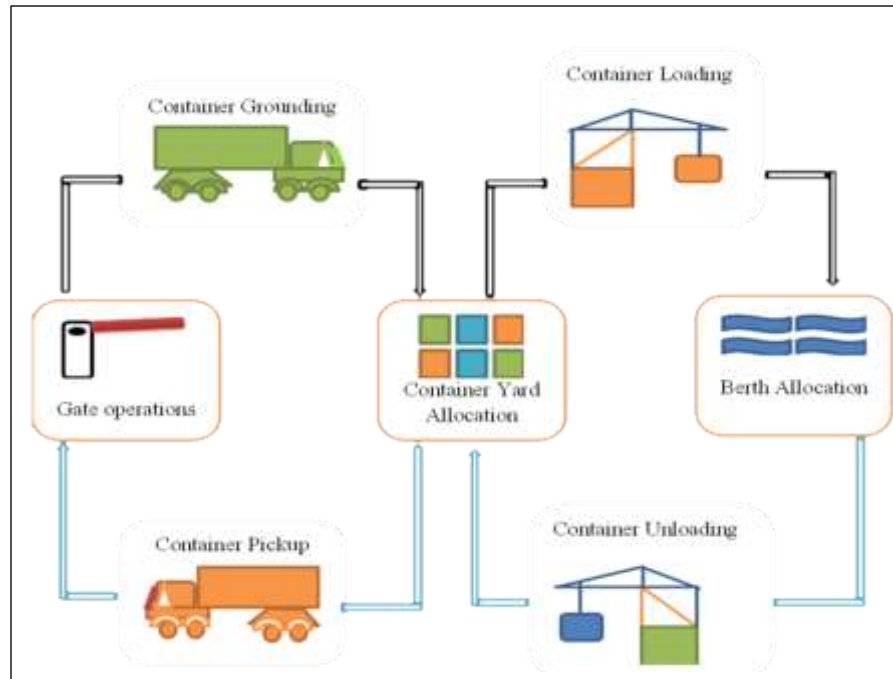 Container Loading
Container Grounding
Gate operations
Container Yard
Allocation
Berth Allocation
Container Pickup
Container Unloading